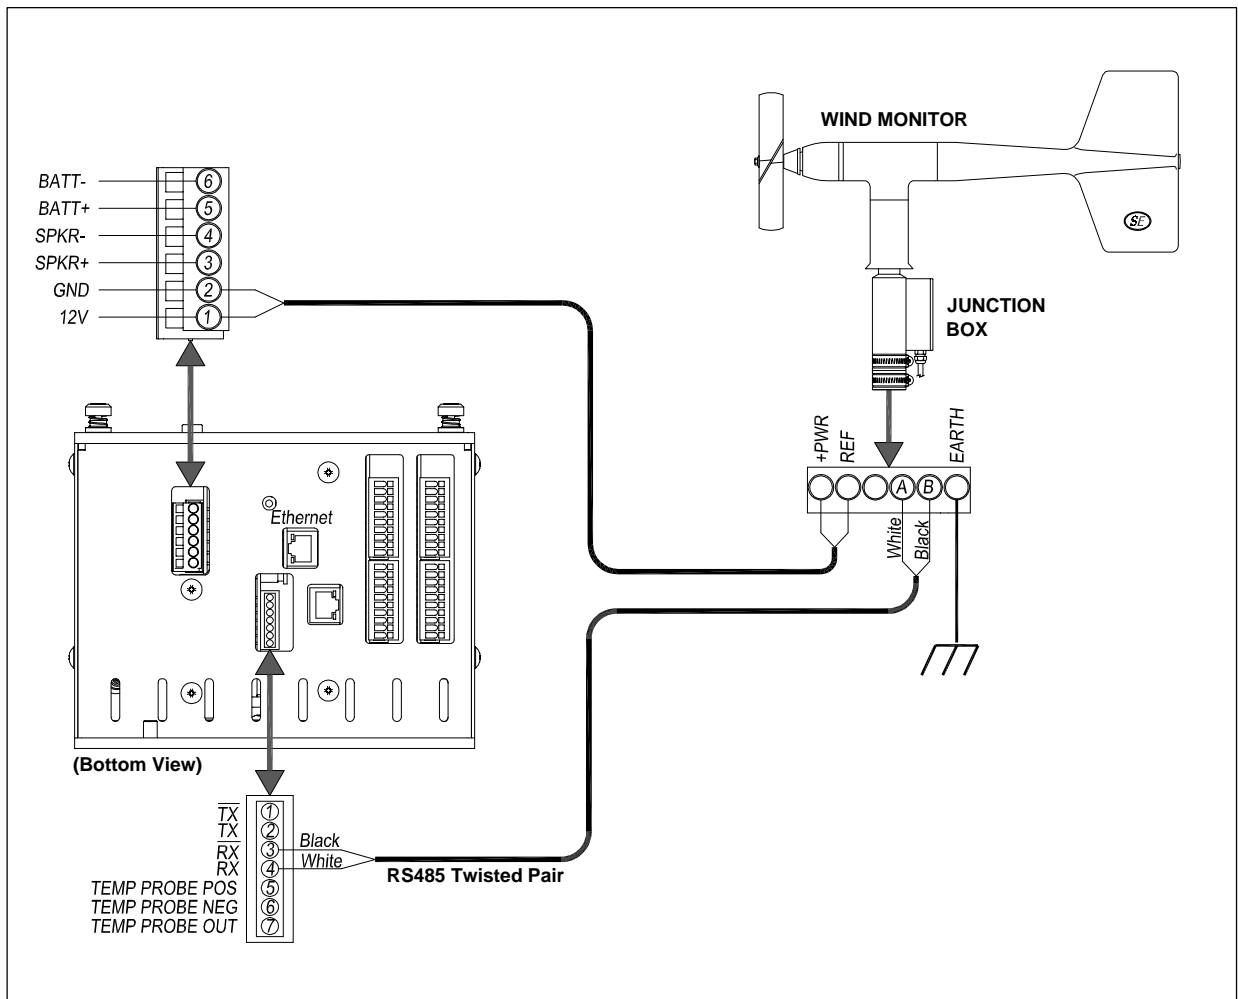 WIND MONITOR
SE
BATT- 6
BATT+ 5
SPKR- 4
SPKR+ 3
GND 2
12V 1
JUNCTION
BOX
+PWR
REF
EARTH
A B
White
Black
Ethernet
(Bottom View)
TX 1
TX 2
RX 3 Black
RX 4 White
TEMP PROBE POS 5
TEMP PROBE NEG 6
TEMP PROBE OUT 7
RS485 Twisted Pair